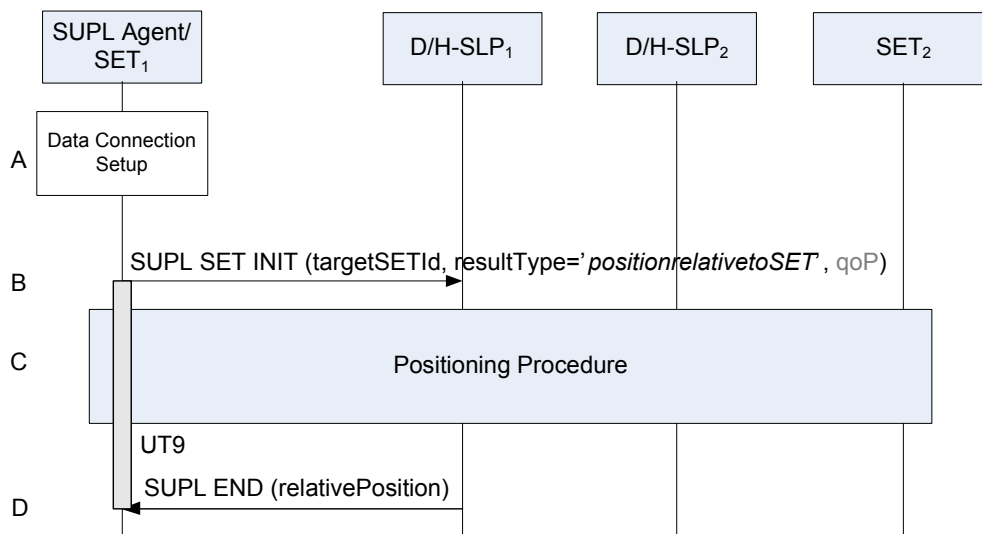 SUPL Agent/
SET1
D/H-SLP1
D/H-SLP2
SET2
A
Data Connection
Setup
B
SUPL SET INIT (targetSETId, resultType='positionrelativetoSET', qoP)
C
Positioning Procedure
UT9
D
SUPL END (relativePosition)